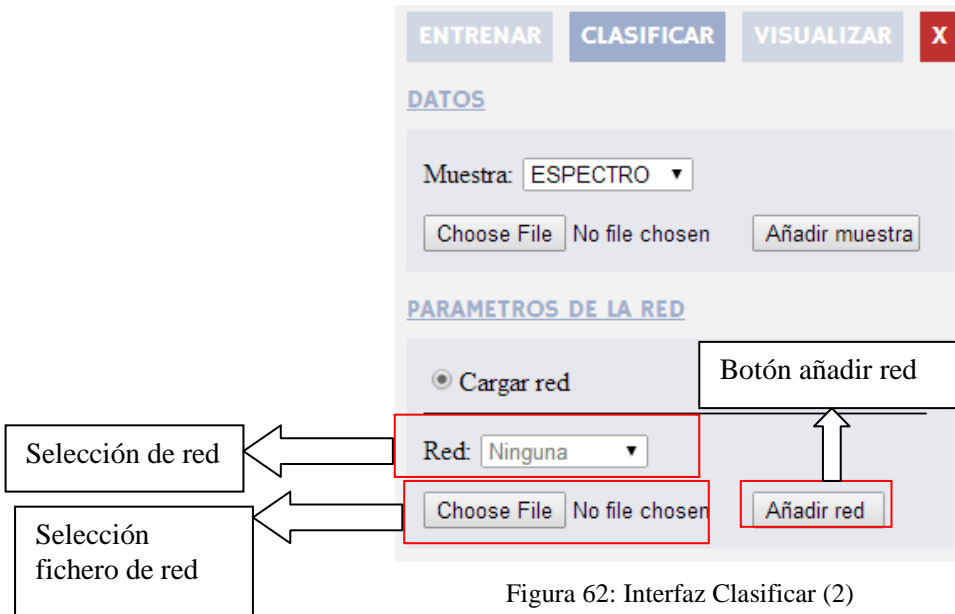 ENTRENAR CLASIFICAR VISUALIZAR X
DATOS
Muestra: ESPECTRO
Choose File No file chosen Añadir muestra
PARAMETROS DE LA RED
Cargar red
Botón añadir red
Selección de red
Red: Ninguna
Choose File No file chosen Añadir red
Selección
fichero de red
Figura 62: Interfaz Clasificar (2)